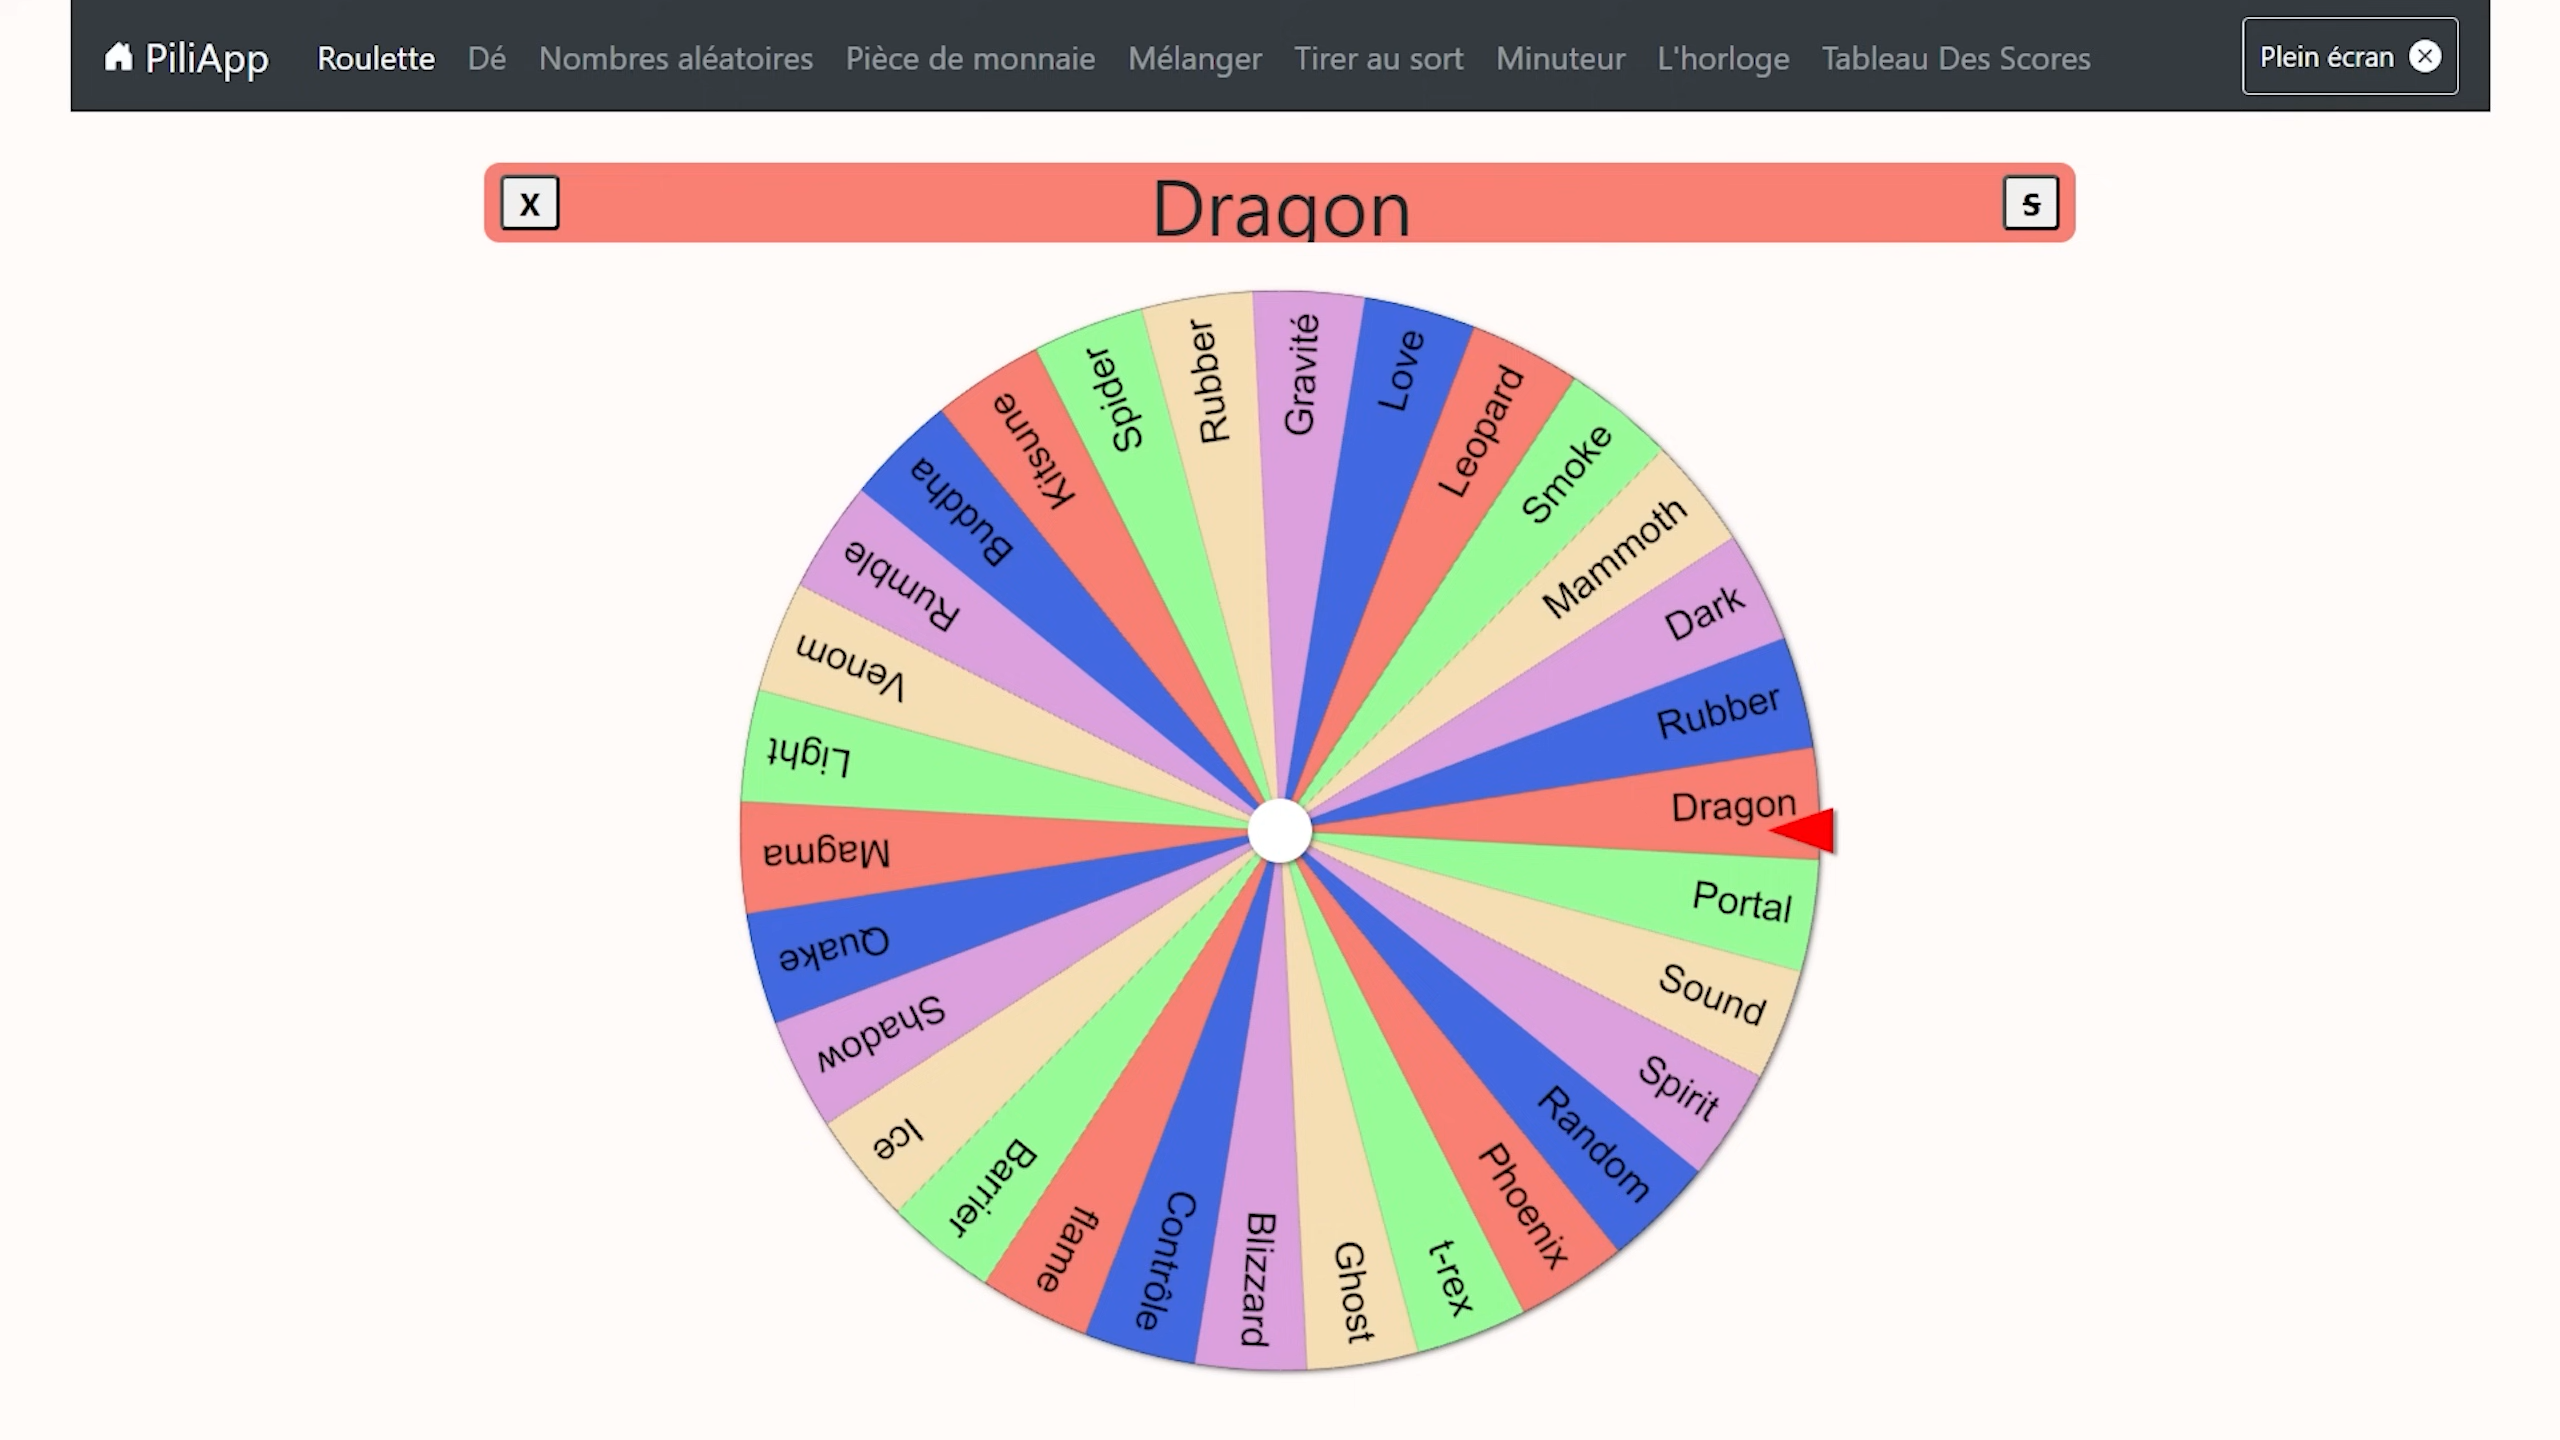 PiliApp Roulette Dé Nombres aléatoires Pièce de monnaie Mélanger Tirer au sort Minuteur L'horloge Tableau Des Scores Plein écran
X Dragon S
Gravité
Love
Leopard
Smoke
Mammoth
Dark
Rubber
Dragon
Portal
Sound
Spirit
Random
Phoenix
t-rex
Ghost
Blizzard
Contrôle
flame
Barrier
Ice
Shadow
Quake
Magma
Light
Venom
Rumble
Buddha
Kitsune
Spider
Rubber